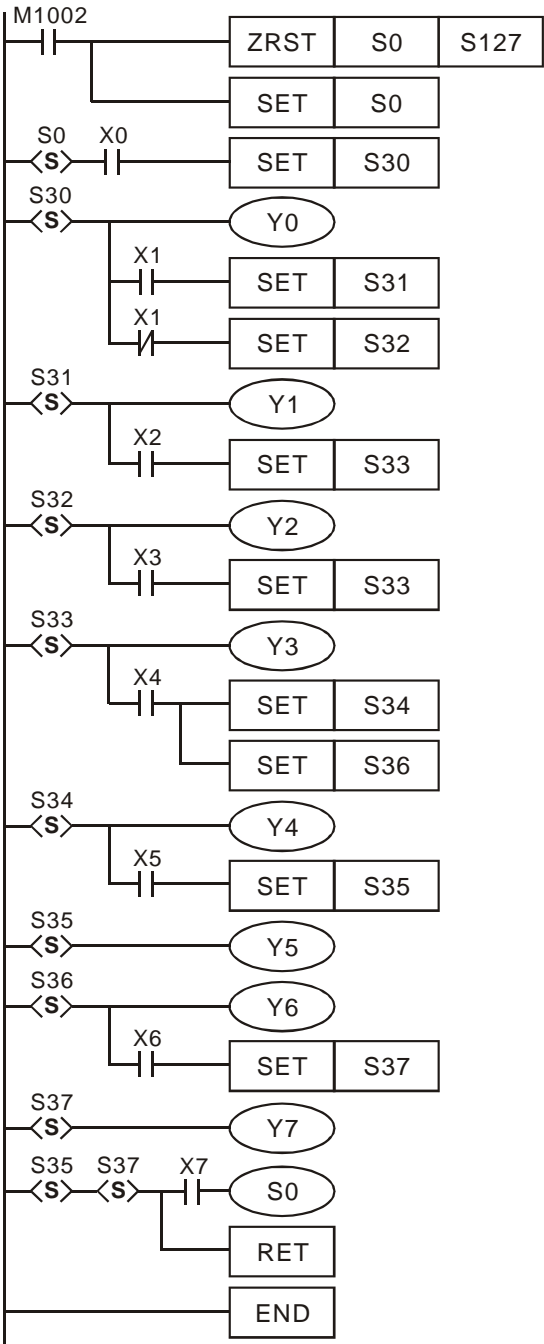 M1002
ZRST S0 S127
SET S0
S0 X0
S SET S30
S30
S Y0
X1
SET S31
X1
SET S32
S31
S Y1
X2
SET S33
S32
S Y2
X3
SET S33
S33
S Y3
X4
SET S34
SET S36
S34
S Y4
X5
SET S35
S35
S Y5
S36
S Y6
X6
SET S37
S37
S Y7
S35 S37 X7
S S S0
RET
END